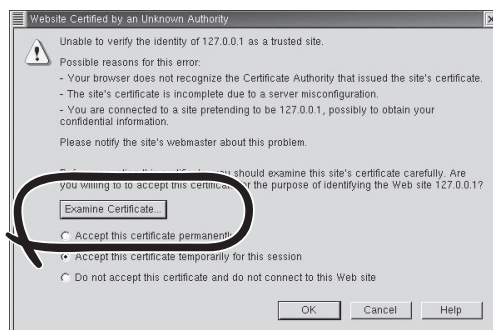 Website Certified by an Unknown Authority
Unable to verify the identity of 127.0.0.1 as a trusted site.
Possible reasons for this error:
- Your browser does not recognize the Certificate Authority that issued the site's certificate.
- The site's certificate is incomplete due to a server misconfiguration.
- You are connected to a site pretending to be 127.0.0.1, possibly to obtain your
confidential information.
Please notify the site's webmaster about this problem.
should examine this site's certificate carefully. Are
you willing to to accept this certificate for the purpose of identifying the Web site 127.0.0.1?
Examine Certificate...
Accept this certificate permanently
Accept this certificate temporarily for this session
Do not accept this certificate and do not connect to this Web site
OK Cancel Help